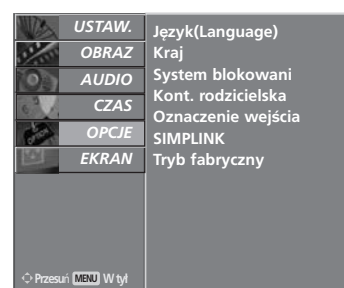 USTAW.
OBRAZ
AUDIO
CZAS
OPCJE
EKRAN
Język(Language)
Kraj
System blokowani
Kont. rodzicielska
Oznaczenie wejścia
SIMPLINK
Tryb fabryczny
Przesuń MENU W tył